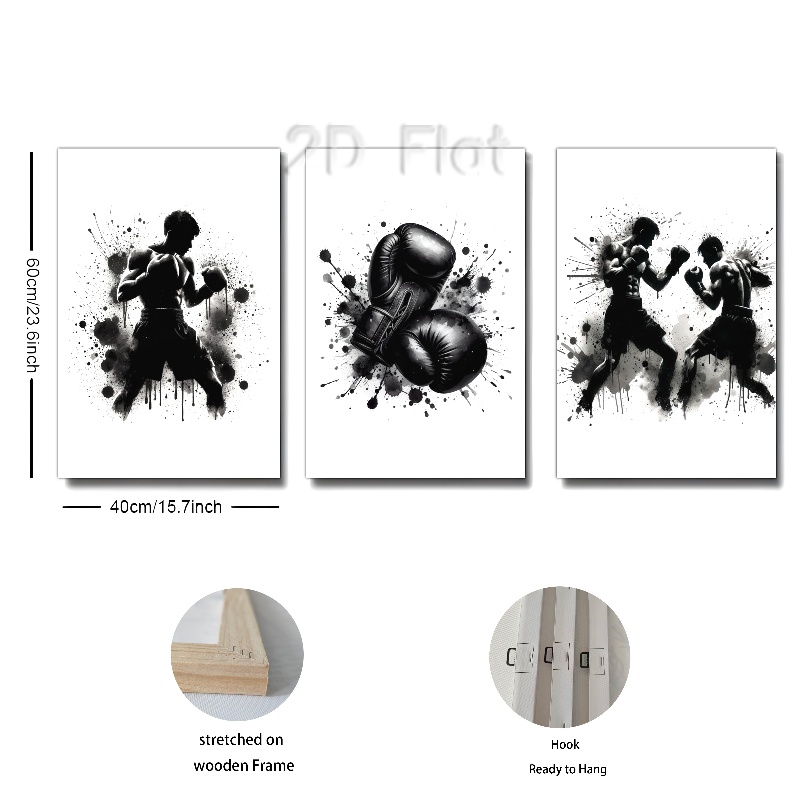 2D Flat
60cm/23.6inch
40cm/15.7inch
stretched on
wooden Frame
Hook
Ready to Hang